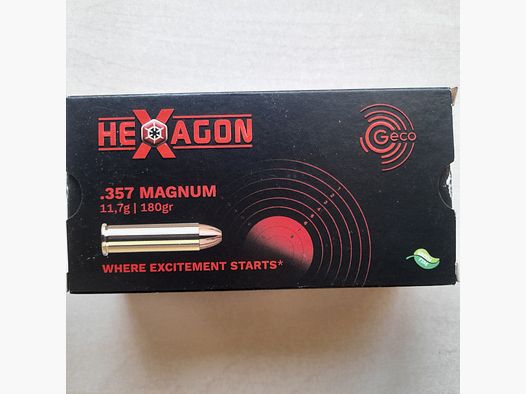 HEXAGON
Geco
.357 MAGNUM
11,7g | 180gr
WHERE EXCITEMENT STARTS*